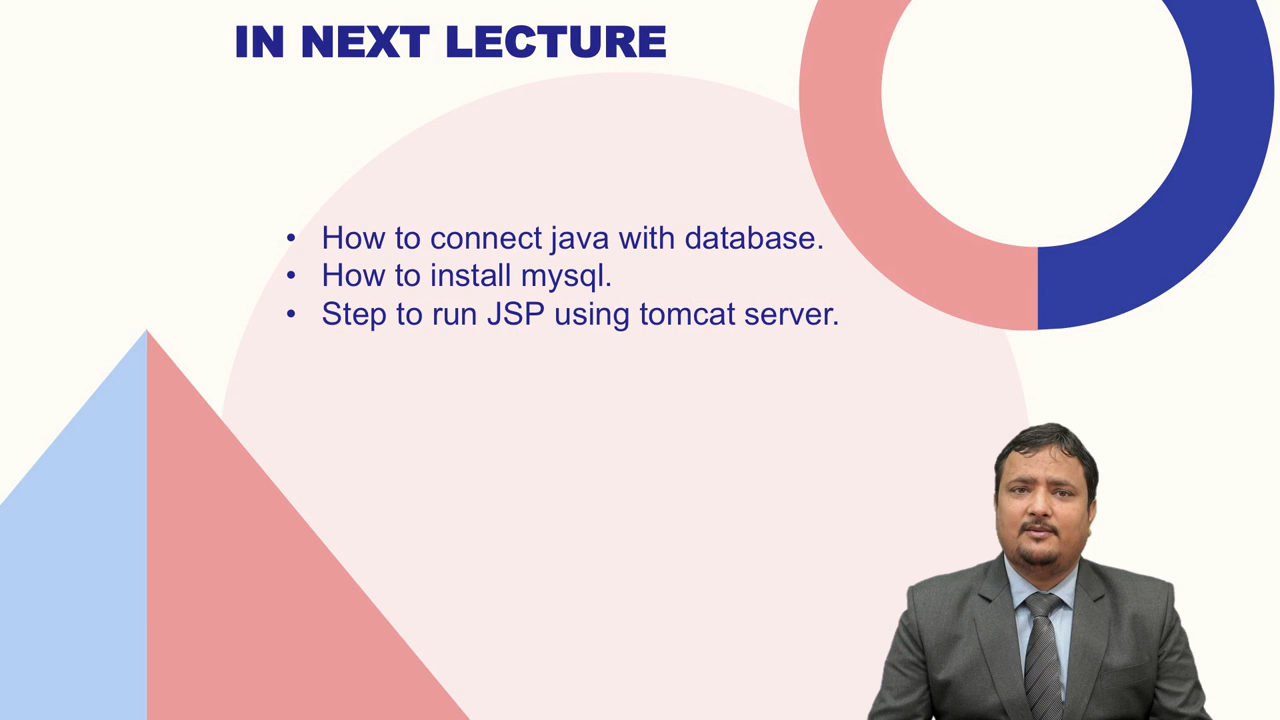 IN NEXT LECTURE
• How to connect java with database.
• How to install mysql.
• Step to run JSP using tomcat server.